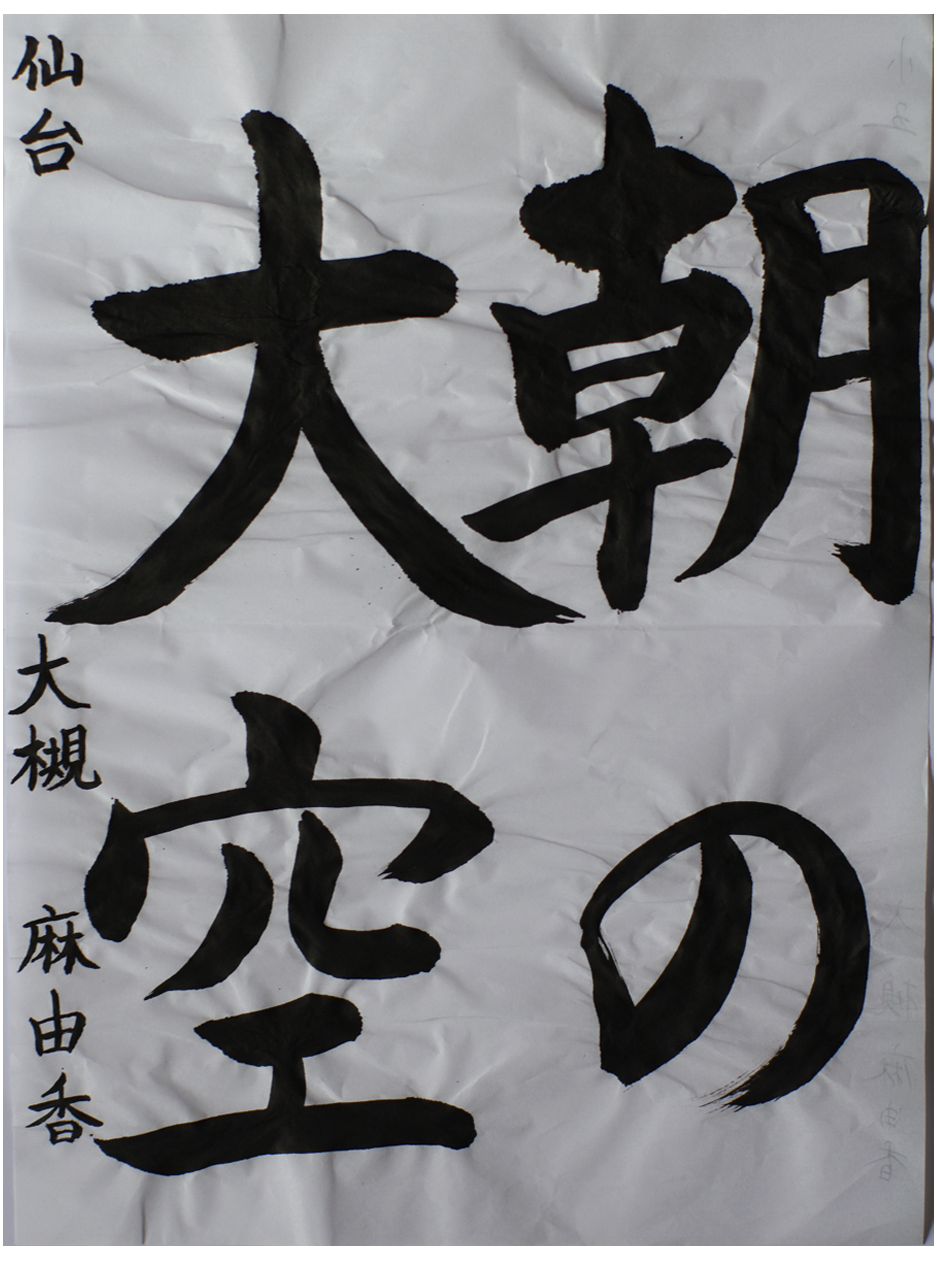 朝の
大空
仙台 大槻 麻由香